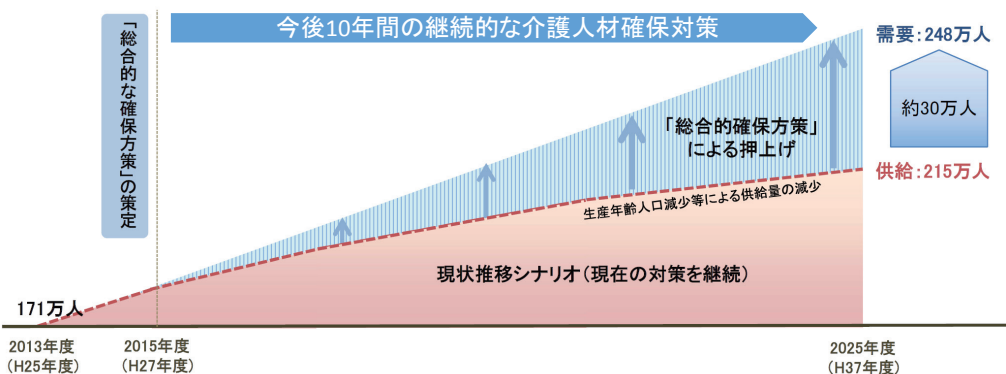 今後10年間の継続的な介護人材確保対策
「総合的な確保方策」の策定
需要:248万人
約30万人
供給:215万人
「総合的確保方策」
による押上げ
生産年齢人口減少等による供給量の減少
現状推移シナリオ(現在の対策を継続)
171万人
2013年度
(H25年度)
2015年度
(H27年度)
2025年度
(H37年度)